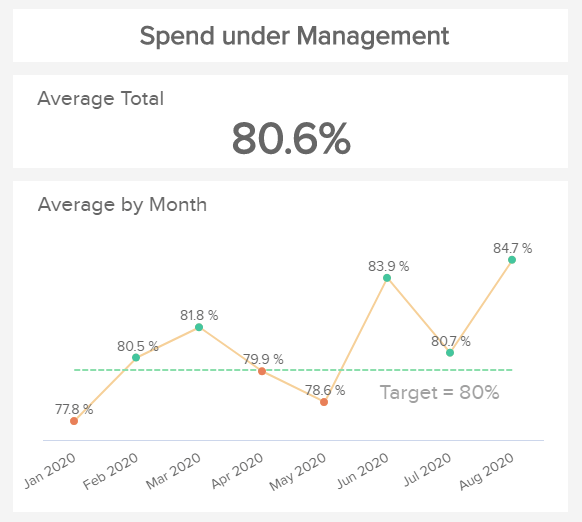 Spend under Management
Average Total
80.6%
Average by Month
84.7 %
83.9 %
81.8 %
80.7 %
80.5 %
79.9 %
78.6 %
Target = 80%
77.8 %
Jan 2020
Feb 2020
Mar 2020
Apr 2020
May 2020
Jun 2020
Jul 2020
Aug 2020